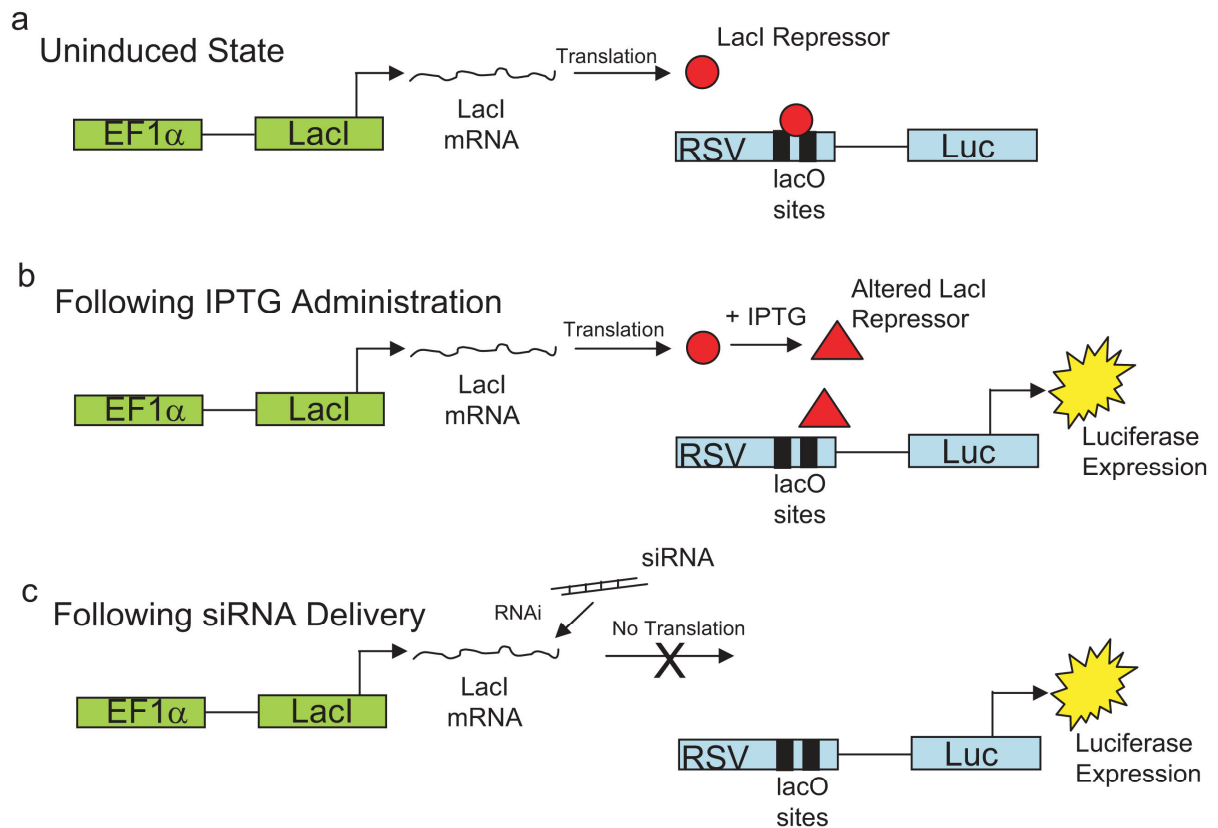 a
Uninduced State
Translation
LacI Repressor
EF1α
LacI
LacI
mRNA
RSV
Luc
lacO
sites
b
Following IPTG Administration
Translation
+ IPTG
Altered LacI
Repressor
EF1α
LacI
LacI
mRNA
RSV
Luc
lacO
sites
Luciferase
Expression
c
Following siRNA Delivery
siRNA
RNAi
No Translation
X
EF1α
LacI
LacI
mRNA
RSV
Luc
lacO
sites
Luciferase
Expression